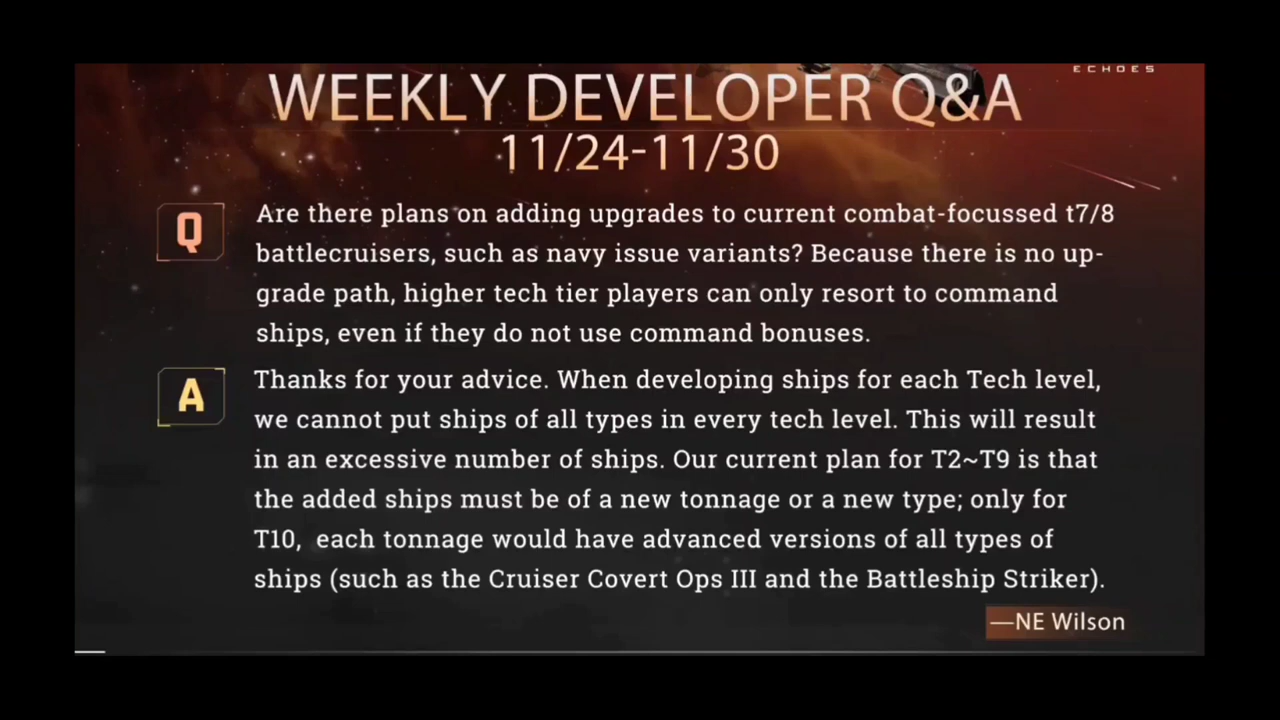 ECHOES
WEEKLY DEVELOPER Q&A
11/24-11/30
Q
Are there plans on adding upgrades to current combat-focussed t7/8
battlecruisers, such as navy issue variants? Because there is no up-
grade path, higher tech tier players can only resort to command
ships, even if they do not use command bonuses.
A
Thanks for your advice. When developing ships for each Tech level,
we cannot put ships of all types in every tech level. This will result
in an excessive number of ships. Our current plan for T2~T9 is that
the added ships must be of a new tonnage or a new type; only for
T10, each tonnage would have advanced versions of all types of
ships (such as the Cruiser Covert Ops III and the Battleship Striker).
—NE Wilson